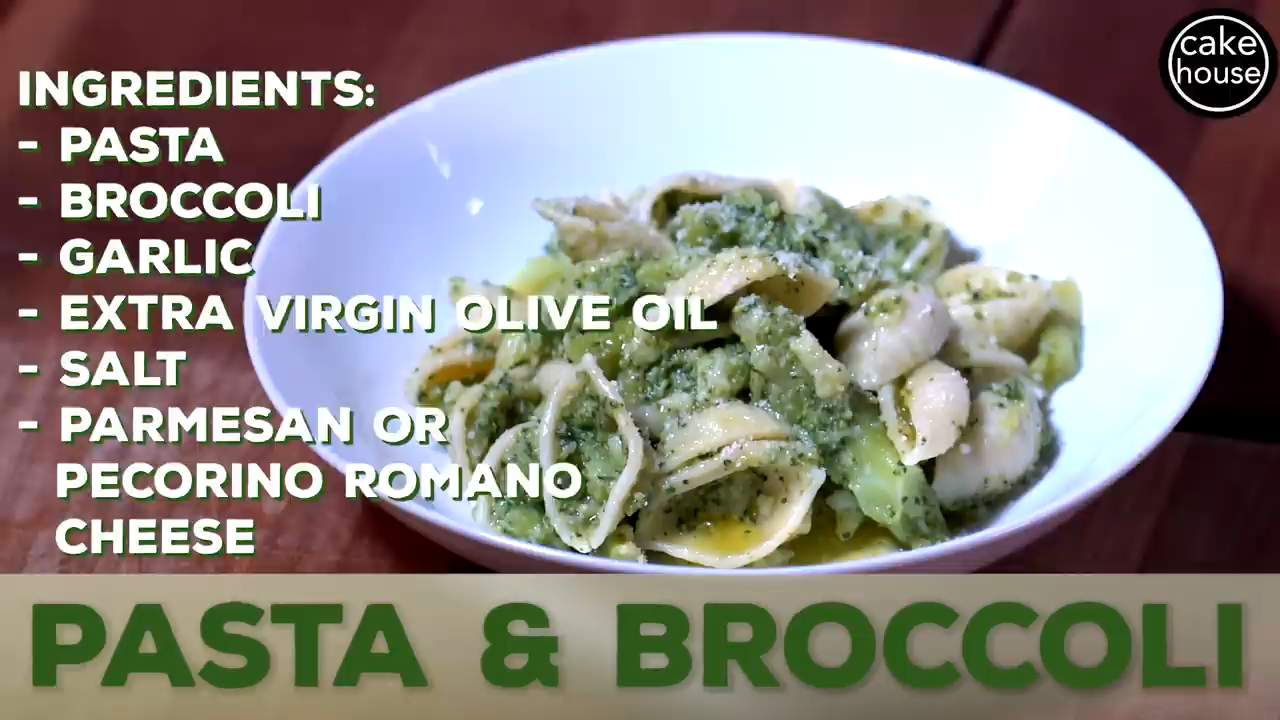 cake
house
INGREDIENTS:
- PASTA
- BROCCOLI
- GARLIC
- EXTRA VIRGIN OLIVE OIL
- SALT
- PARMESAN OR
PECORINO ROMANO
CHEESE
PASTA & BROCCOLI